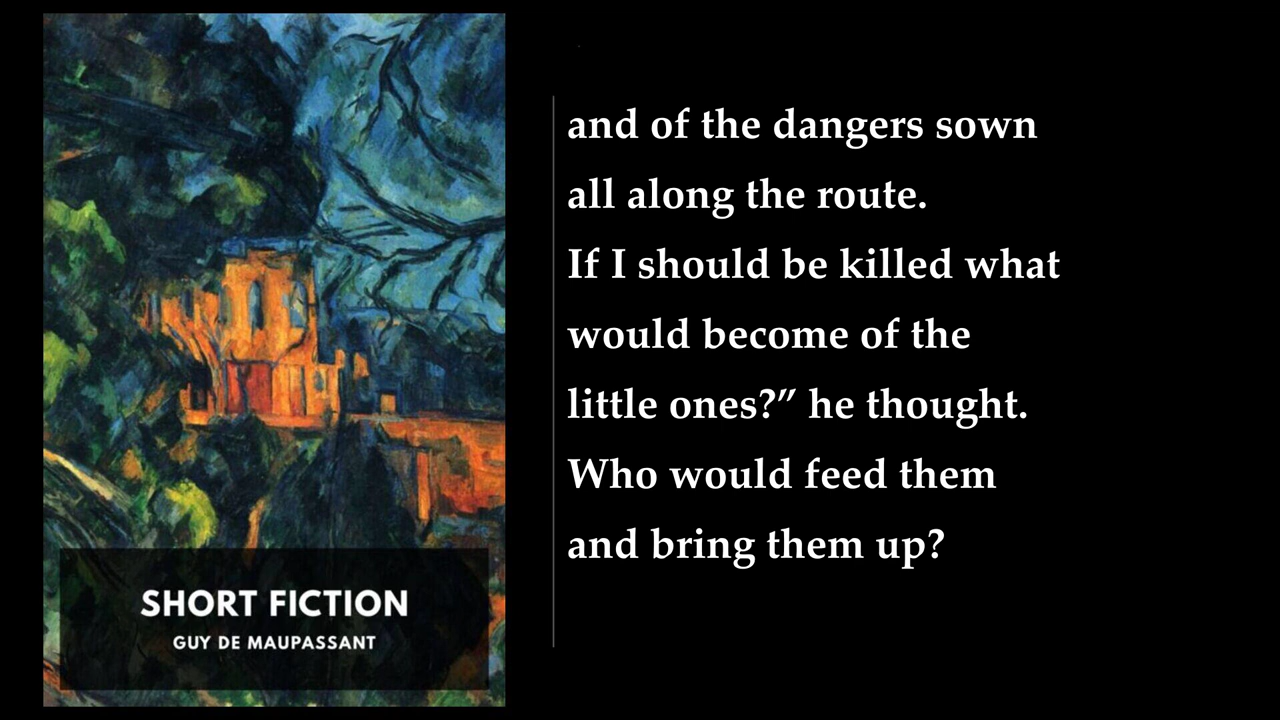 SHORT FICTION
GUY DE MAUPASSANT
and of the dangers sown
all along the route.
If I should be killed what
would become of the
little ones?” he thought.
Who would feed them
and bring them up?